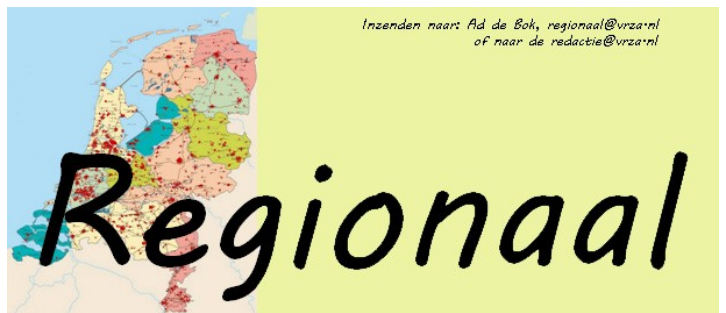 Inzenden naar: Ad de Bok, regionaal@vrza.nl
of naar de redactie@vrza.nl
Regionaal